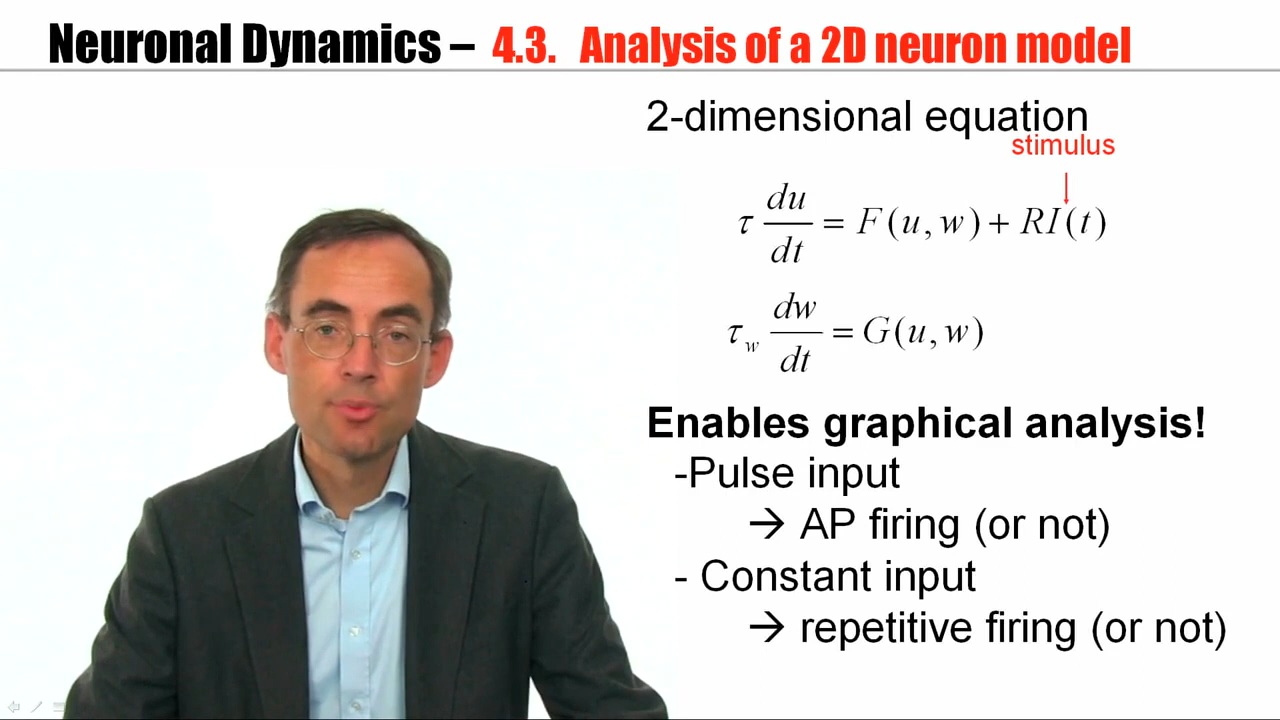 Neuronal Dynamics – 4.3. Analysis of a 2D neuron model
2-dimensional equation
stimulus
τ du/dt = F(u, w) + RI(t)
τ_w dw/dt = G(u, w)
Enables graphical analysis!
-Pulse input
→ AP firing (or not)
- Constant input
→ repetitive firing (or not)